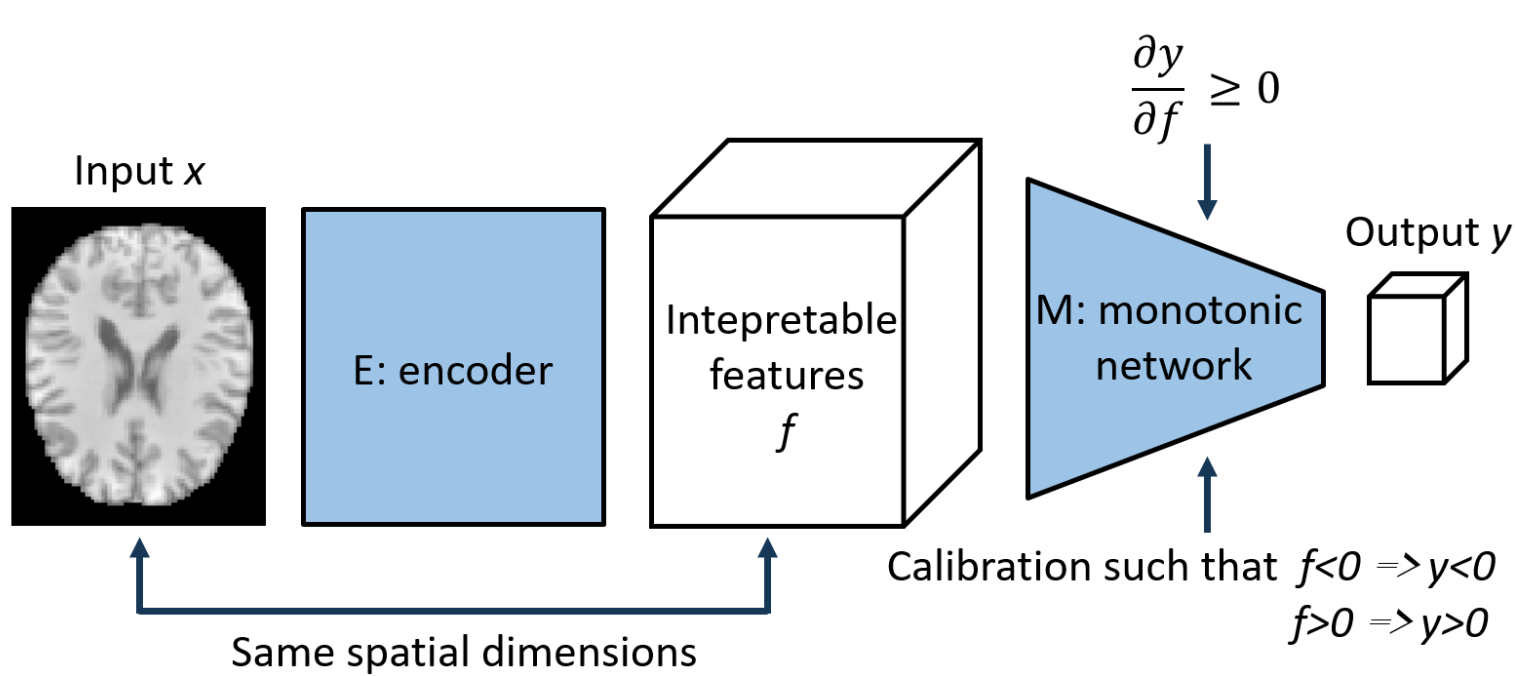 Input x
E: encoder
Intepretable
features
f
∂y
∂f
≥ 0
M: monotonic
network
Output y
Calibration such that f<0 => y<0
f>0 => y>0
Same spatial dimensions